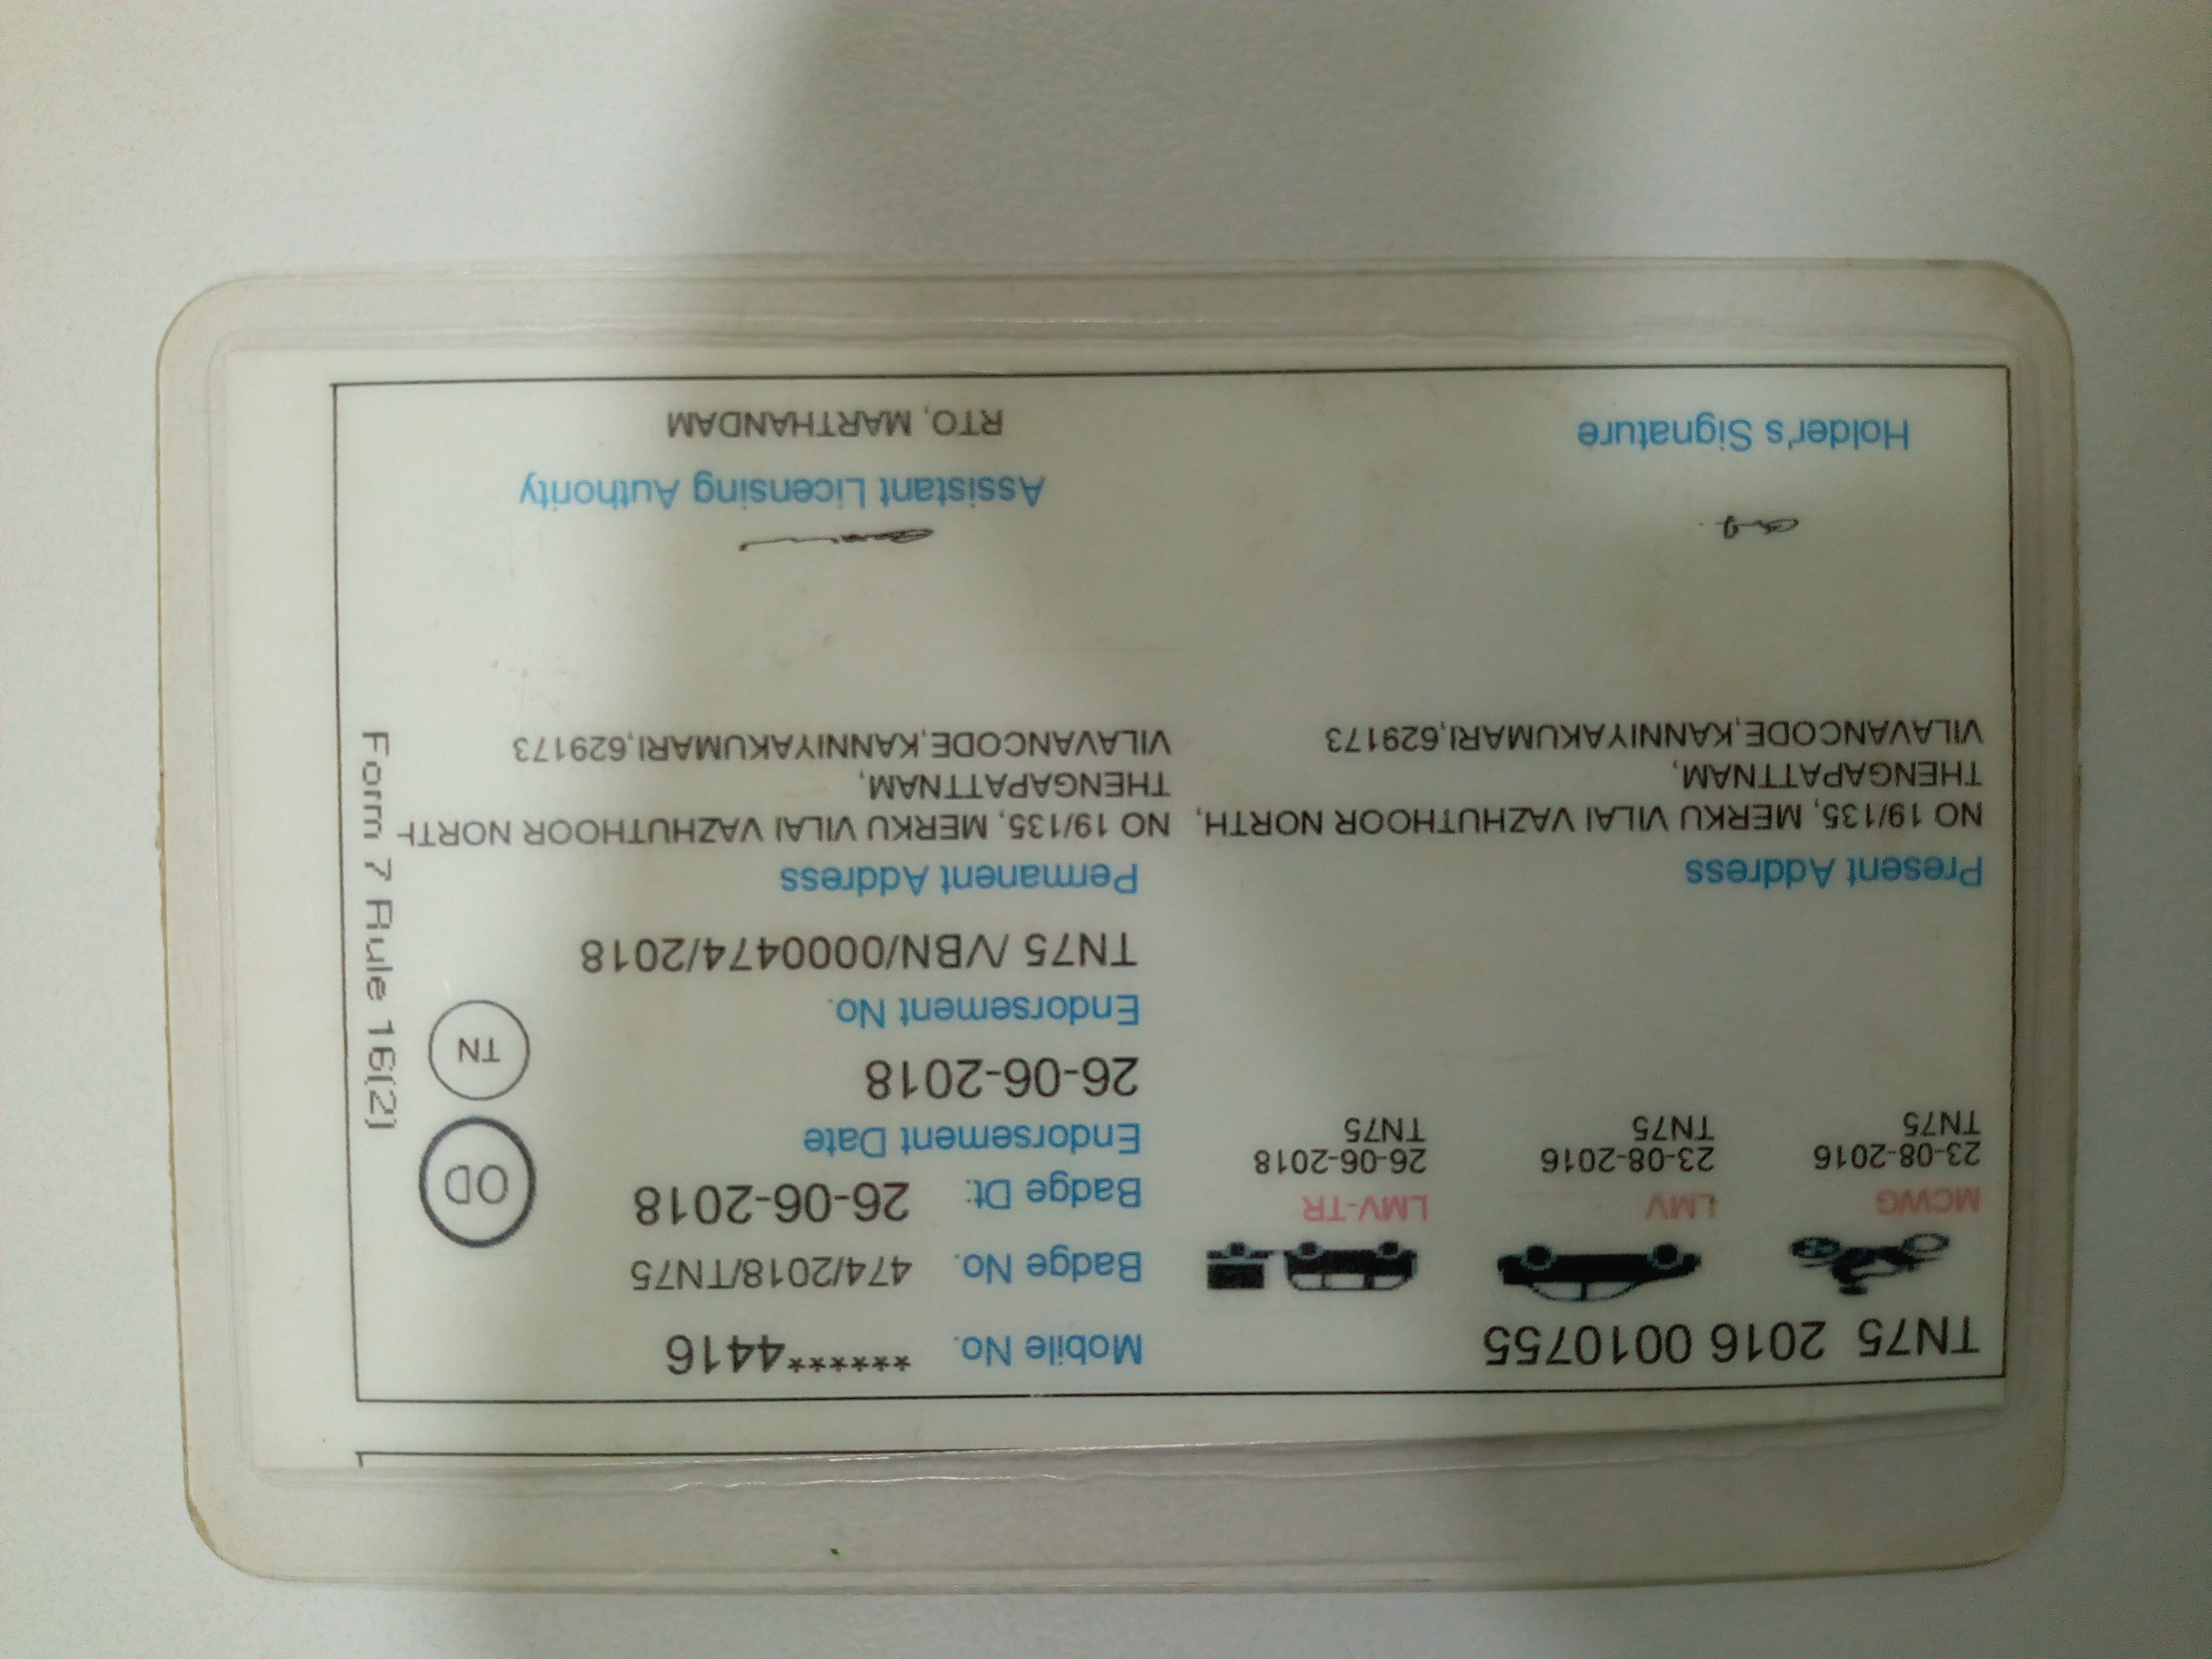 TN75 2016 0010755
MCWG
23-08-2016
TN75
LMV
23-08-2016
TN75
LMV-TR
26-06-2018
TN75
Mobile No. ******4416
Badge No. 474/2018/TN75
Badge Dt: 26-06-2018
Endorsement Date
26-06-2018
Endorsement No.
TN75 /VBN/0000474/2018
OD
TN
Form 7 Rule 16(2)
Present Address
NO 19/135, MERKU VILAI VAZHUTHOOR NORTH,
THENGAPATTNAM,
VILAVANCODE,KANNIYAKUMARI,629173
Permanent Address
NO 19/135, MERKU VILAI VAZHUTHOOR NORTH
THENGAPATTNAM,
VILAVANCODE,KANNIYAKUMARI,629173
Holder's Signature
Assistant Licensing Authority
RTO, MARTHANDAM